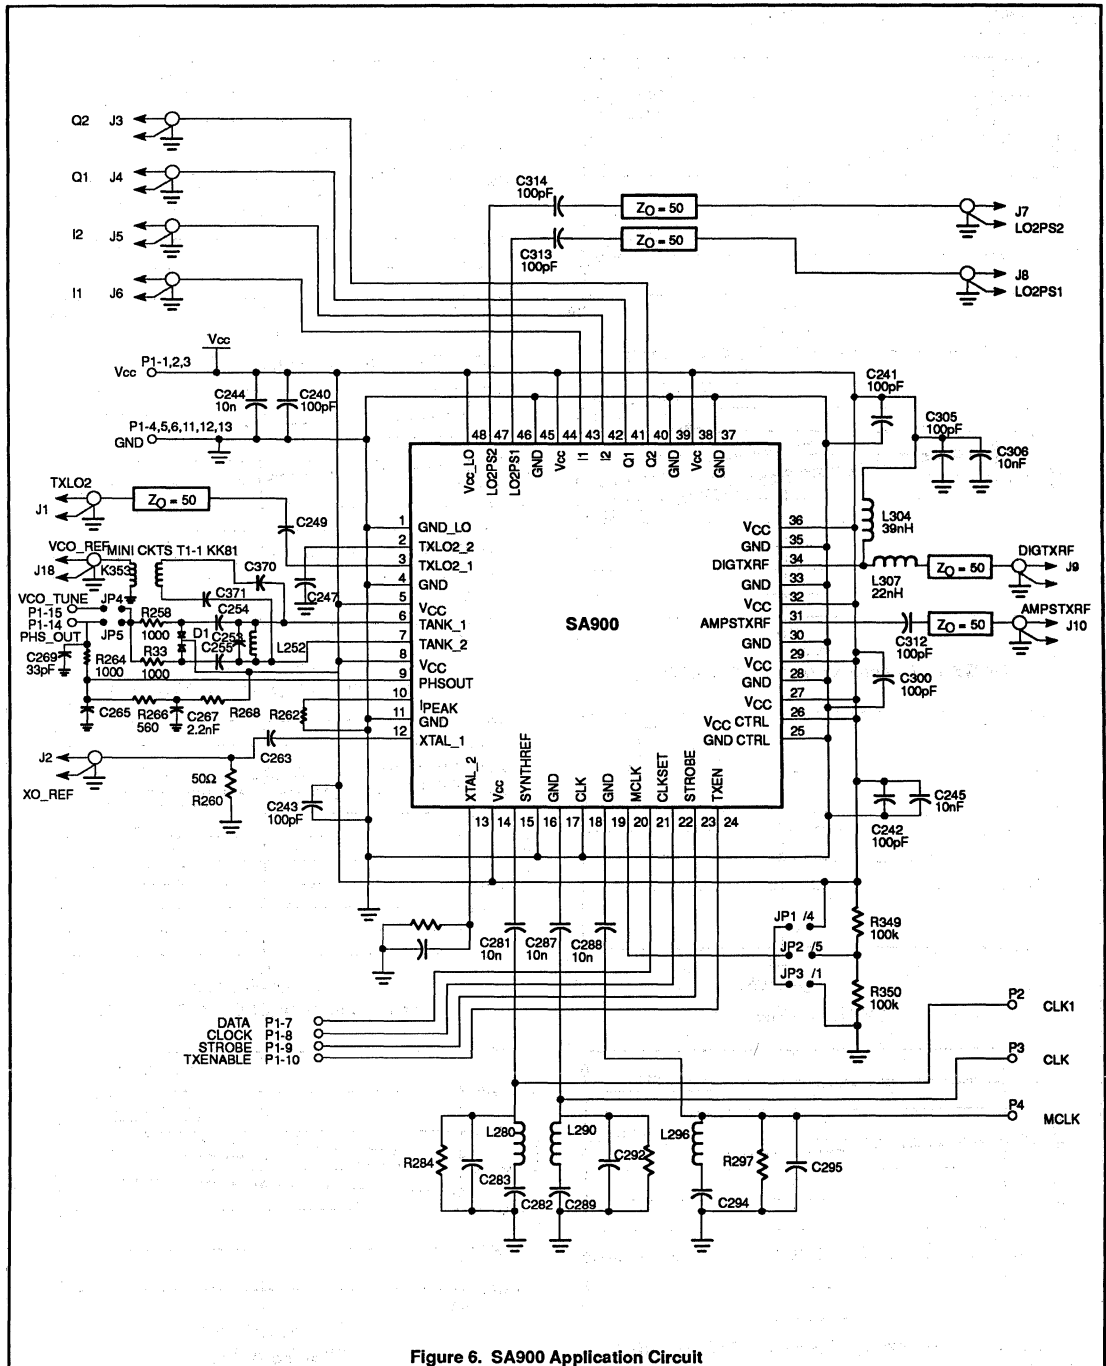 Q2 J3
Q1 J4
I2 J5
I1 J6
C314
100pF
ZO = 50
J7
LO2PS2
ZO = 50
C313
100pF
J8
LO2PS1
Vcc
Vcc P1-1,2,3
C244
10n
C240
100pF
P1-4,5,6,11,12,13
GND
C241
100pF
C305
100pF
C306
10nF
48 47 46 45 44 43 42 41 40 39 38 37
Vcc_LO
LO2PS2
LO2PS1
GND
Vcc
I1
I2
Q1
Q2
GND
Vcc
GND
TXLO2
J1
ZO = 50
C249
VCO_REF
J18
MINI CKTS T1-1 KK81
K353
C370
C371
C247
VCO_TUNE
P1-15
P1-14
PHS_OUT
JP4
JP5
R258
1000
D1
C254
C253
C255
L252
R33
1000
C269
33pF
R264
1000
C265
R266
560
C267
2.2nF
R268
R262
C263
J2
XO_REF
50Ω
R260
C243
100pF
1 GND_LO
2 TXLO2_2
3 TXLO2_1
4 GND
5 VCC
6 TANK_1
7 TANK_2
8 VCC
9 PHSOUT
10 IPEAK
11 GND
12 XTAL_1
SA900
VCC 36
GND 35
DIGTXRF 34
GND 33
VCC 32
AMPSTXRF 31
GND 30
VCC 29
GND 28
VCC 27
VCC CTRL 26
GND CTRL 25
L304
39nH
L307
22nH
ZO = 50
DIGTXRF
J9
C312
100pF
ZO = 50
AMPSTXRF
J10
C300
100pF
C245
10nF
C242
100pF
XTAL_2
Vcc
SYNTHREF
GND
CLK
GND
MCLK
CLKSET
STROBE
TXEN
13 14 15 16 17 18 19 20 21 22 23 24
C281
10n
C287
10n
C288
10n
JP1 /4
JP2 /5
JP3 /1
R349
100k
R350
100k
DATA P1-7
CLOCK P1-8
STROBE P1-9
TXENABLE P1-10
P2
CLK1
P3
CLK
P4
MCLK
R284
C283
L280
C282
L290
C289
C292
L296
C294
R297
C295
Figure 6. SA900 Application Circuit